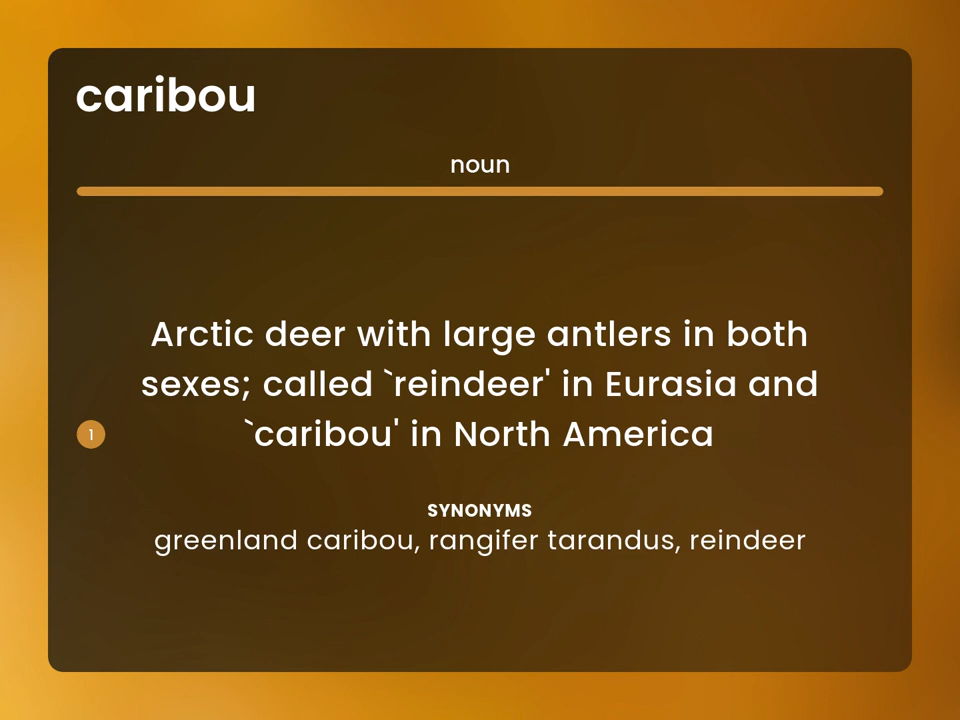 caribou
noun
Arctic deer with large antlers in both
sexes; called `reindeer' in Eurasia and
`caribou' in North America
1
SYNONYMS
greenland caribou, rangifer tarandus, reindeer